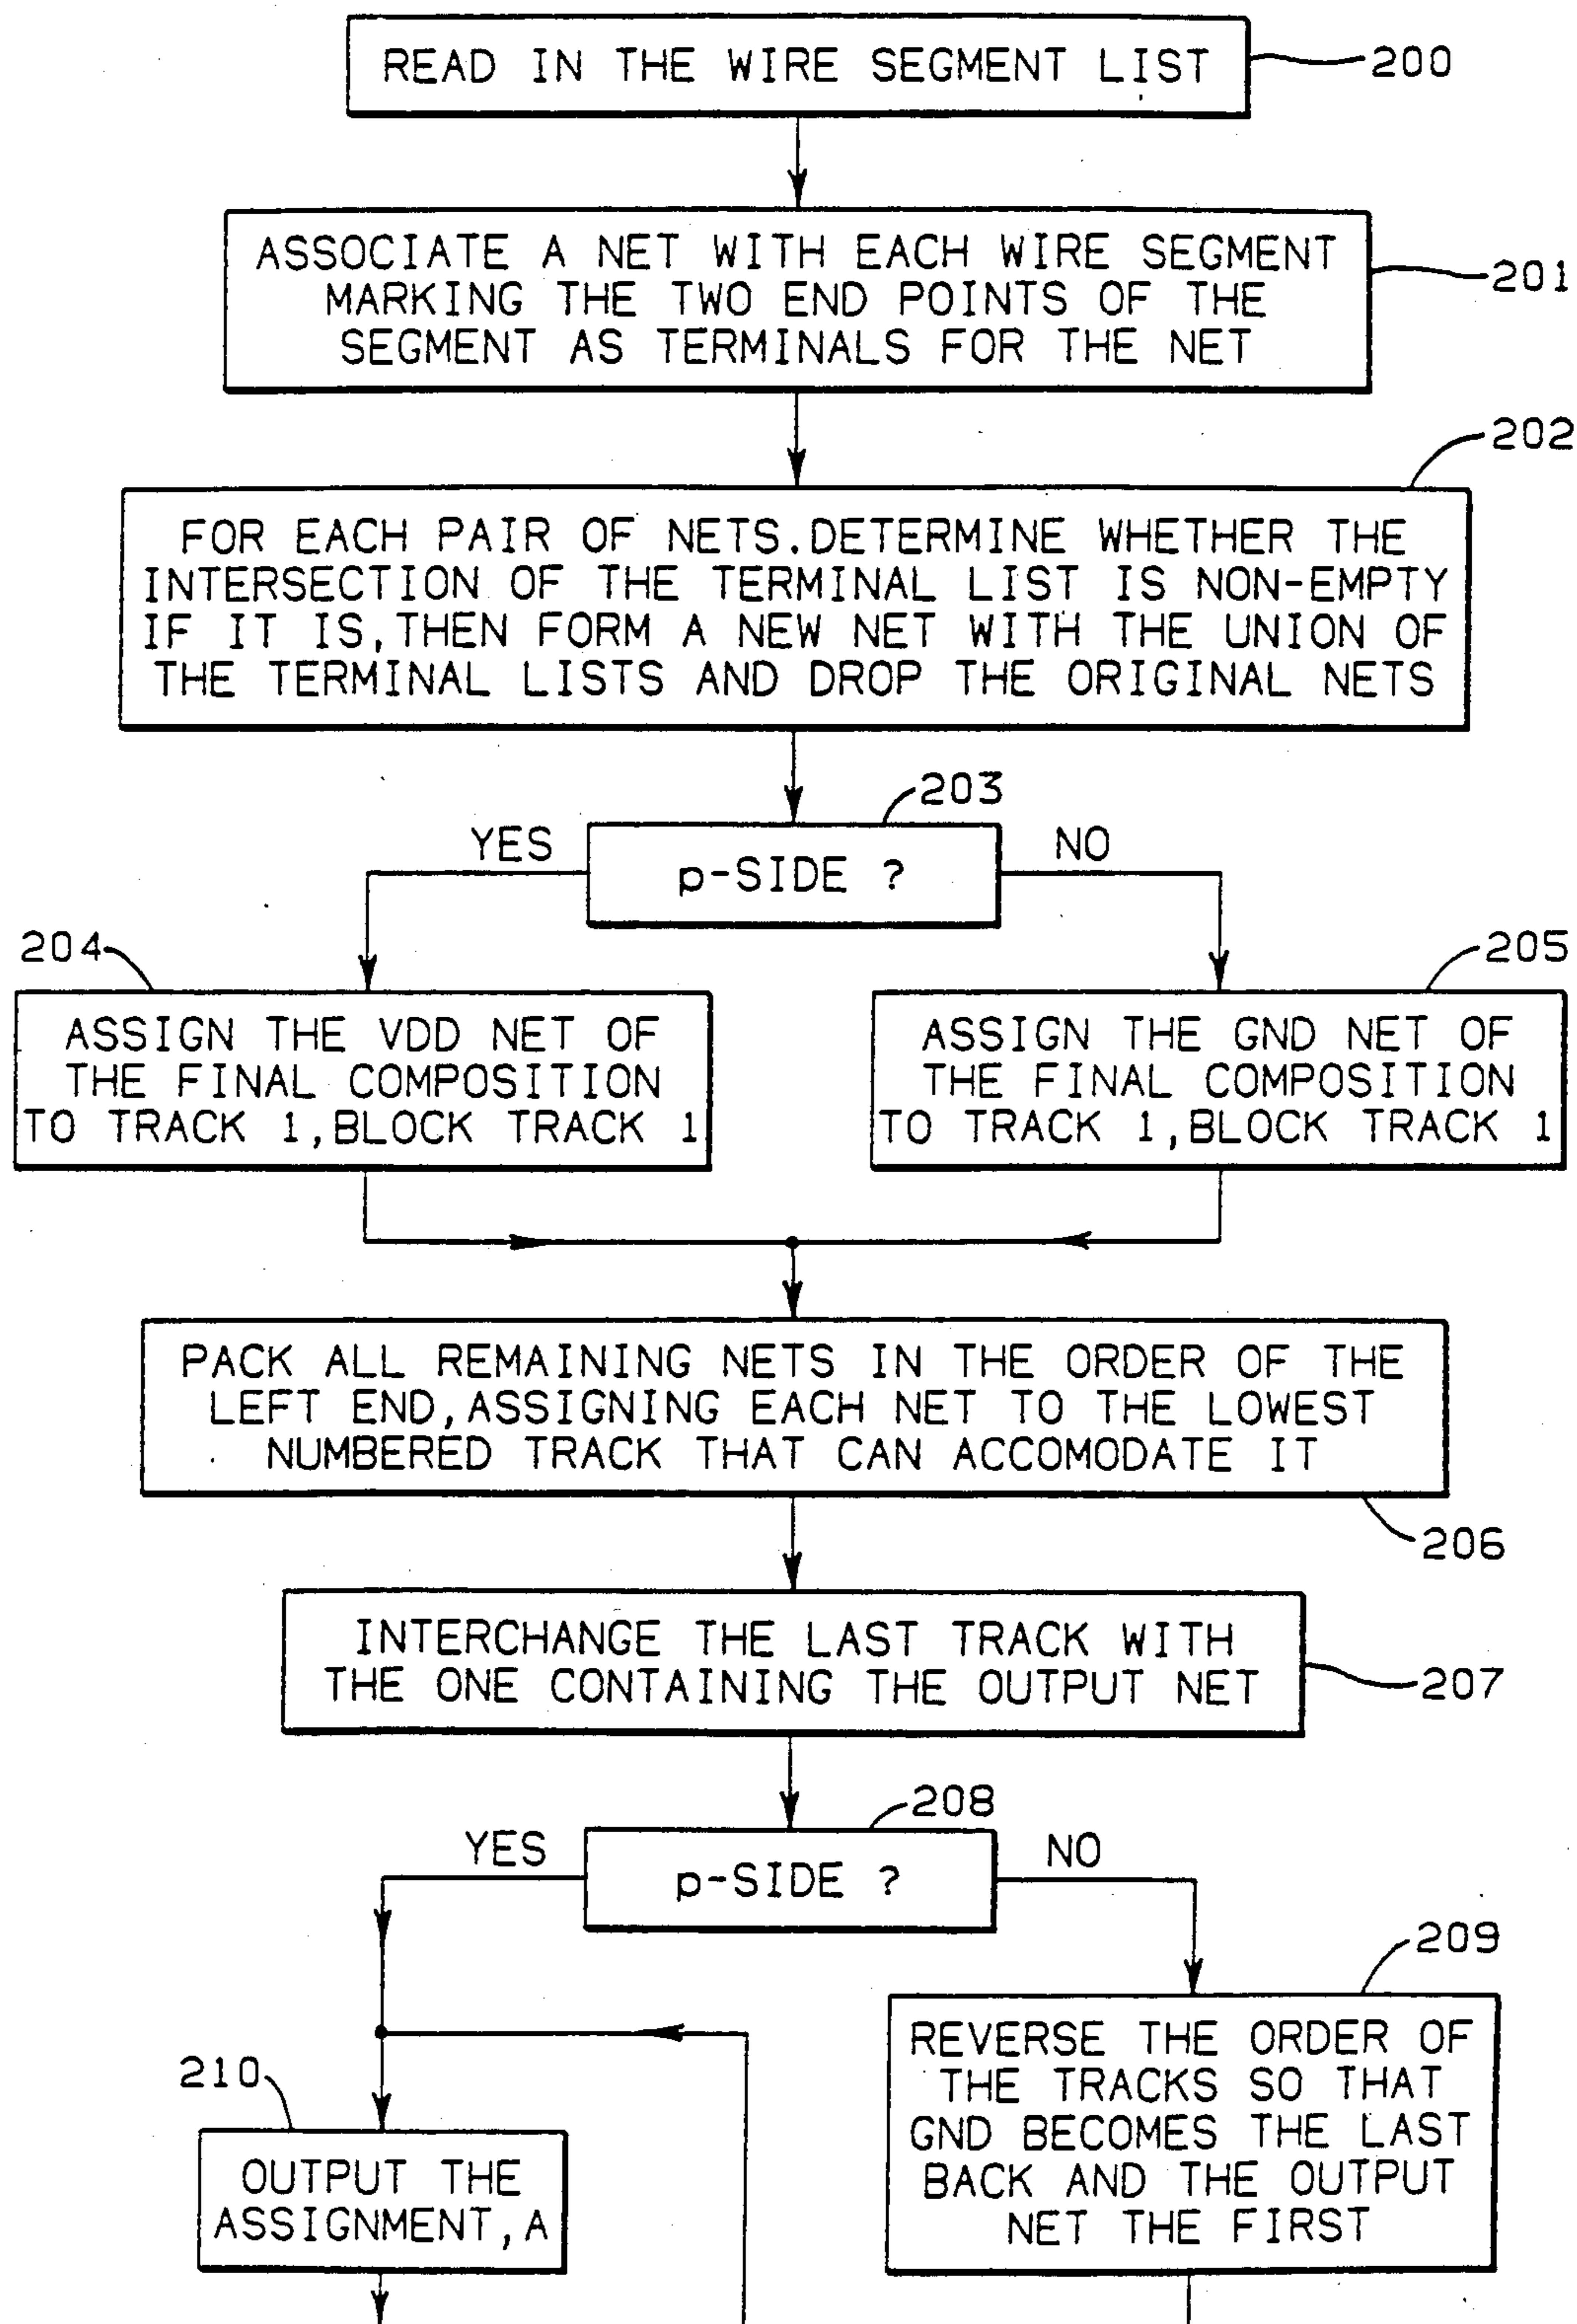 READ IN THE WIRE SEGMENT LIST
200
ASSOCIATE A NET WITH EACH WIRE SEGMENT
MARKING THE TWO END POINTS OF THE
SEGMENT AS TERMINALS FOR THE NET
201
202
FOR EACH PAIR OF NETS.DETERMINE WHETHER THE
INTERSECTION OF THE TERMINAL LIST IS NON-EMPTY
IF IT IS,THEN FORM A NEW NET WITH THE UNION OF
THE TERMINAL LISTS AND DROP THE ORIGINAL NETS
203
YES
p-SIDE ?
NO
204
ASSIGN THE VDD NET OF
THE FINAL COMPOSITION
TO TRACK 1,BLOCK TRACK 1
205
ASSIGN THE GND NET OF
THE FINAL COMPOSITION
TO TRACK 1,BLOCK TRACK 1
PACK ALL REMAINING NETS IN THE ORDER OF THE
LEFT END,ASSIGNING EACH NET TO THE LOWEST
NUMBERED TRACK THAT CAN ACCOMODATE IT
206
INTERCHANGE THE LAST TRACK WITH
THE ONE CONTAINING THE OUTPUT NET
207
208
YES
p-SIDE ?
NO
209
REVERSE THE ORDER OF
THE TRACKS SO THAT
GND BECOMES THE LAST
BACK AND THE OUTPUT
NET THE FIRST
210
OUTPUT THE
ASSIGNMENT,A